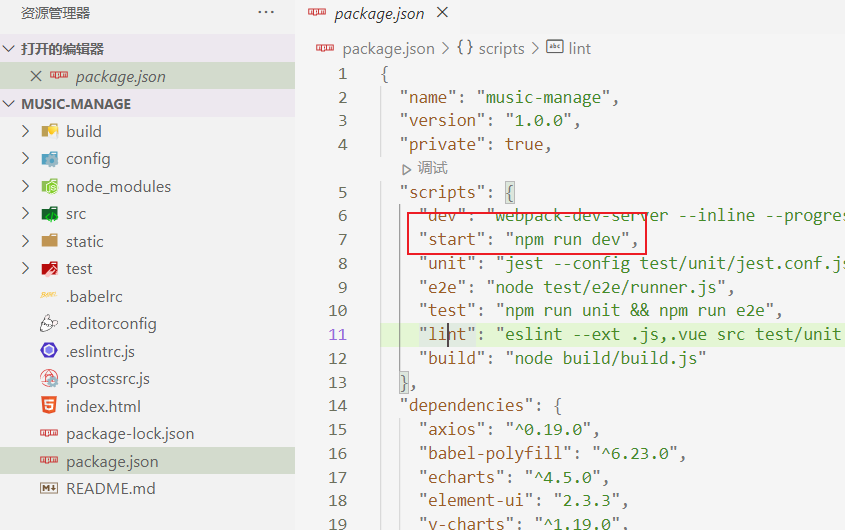 资源管理器
打开的编辑器
package.json
MUSIC-MANAGE
build
config
node_modules
src
static
test
.babelrc
.editorconfig
.eslintrc.js
.postcssrc.js
index.html
package-lock.json
package.json
README.md
package.json
package.json > {} scripts > abc lint
1 {
2 "name": "music-manage",
3 "version": "1.0.0",
4 "private": true,
调试
5 "scripts": {
6 "dev": "webpack-dev-server --inline --progres
7 "start": "npm run dev",
8 "unit": "jest --config test/unit/jest.conf.js
9 "e2e": "node test/e2e/runner.js",
10 "test": "npm run unit && npm run e2e",
11 "lint": "eslint --ext .js,.vue src test/unit
12 "build": "node build/build.js"
13 },
14 "dependencies": {
15 "axios": "^0.19.0",
16 "babel-polyfill": "^6.23.0",
17 "echarts": "^4.5.0",
18 "element-ui": "2.3.3",
19 "v-charts": "^1.19.0",